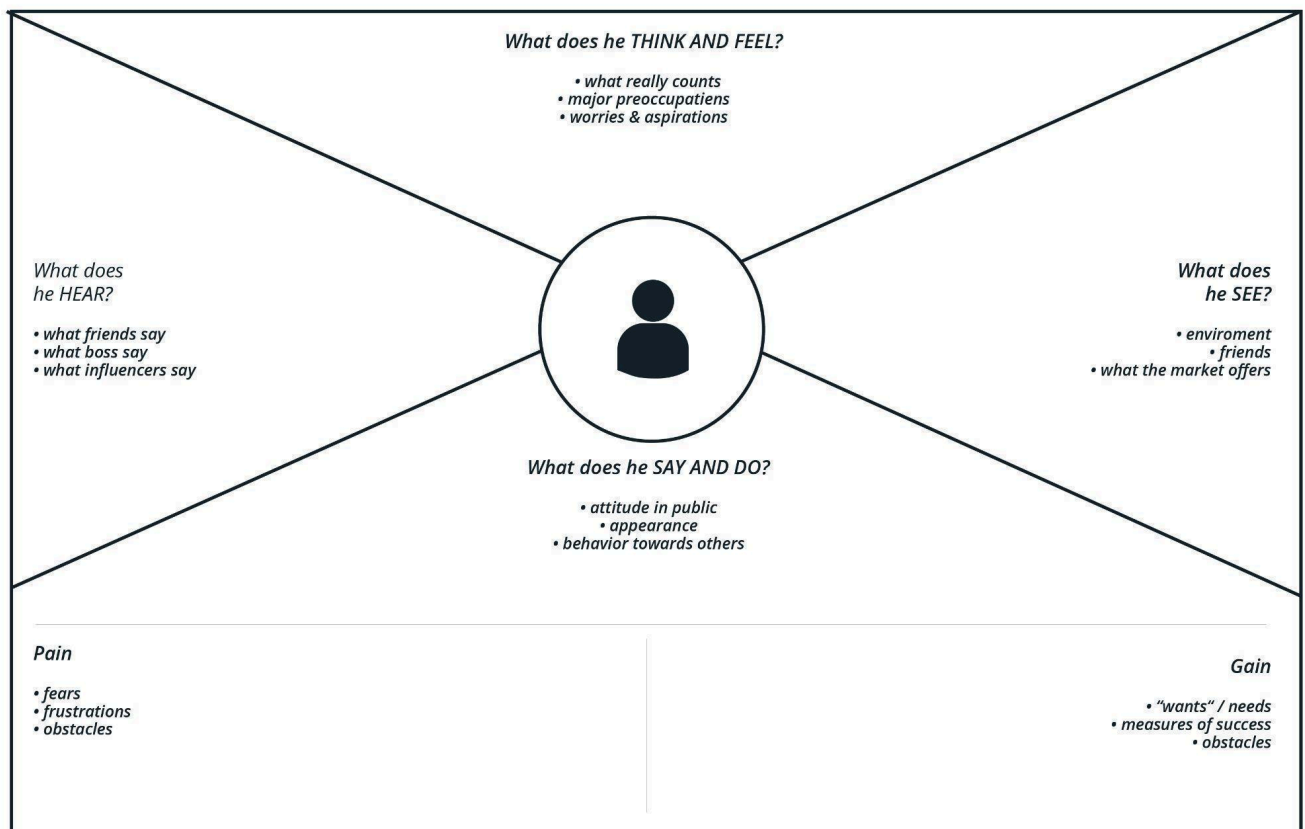 What does he THINK AND FEEL?
• what really counts
• major preoccupatiens
• worries & aspirations
What does
he HEAR?
• what friends say
• what boss say
• what influencers say
What does
he SEE?
• enviroment
• friends
• what the market offers
What does he SAY AND DO?
• attitude in public
• appearance
• behavior towards others
Pain
• fears
• frustrations
• obstacles
Gain
• “wants“ / needs
• measures of success
• obstacles